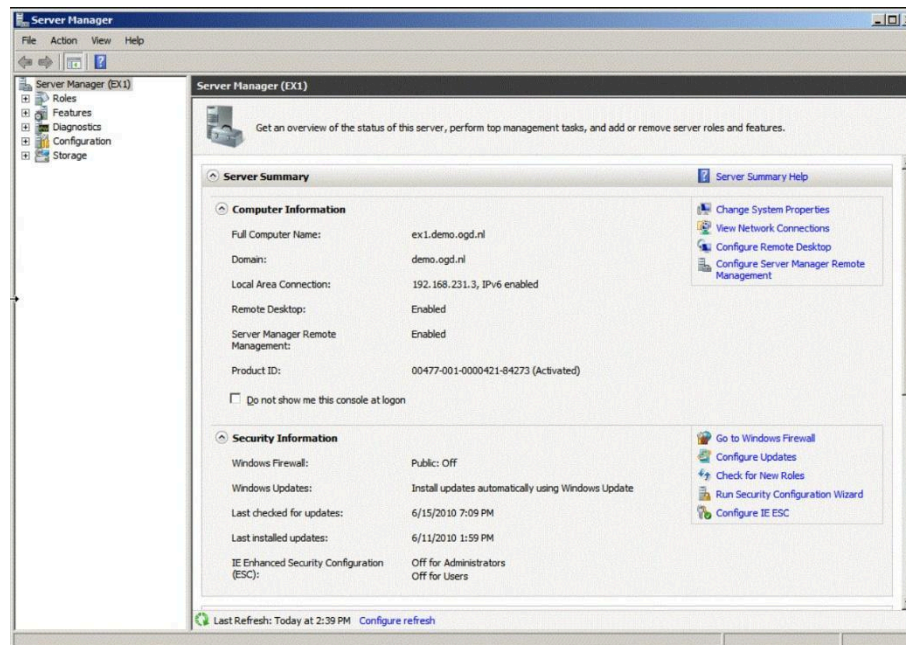 Server Manager
File Action View Help
Server Manager (EX1)
Roles
Features
Diagnostics
Configuration
Storage
Server Manager (EX1)
Get an overview of the status of this server, perform top management tasks, and add or remove server roles and features.
Server Summary
Server Summary Help
Computer Information
Full Computer Name: ex1.demo.ogd.nl
Domain: demo.ogd.nl
Local Area Connection: 192.168.231.3, IPv6 enabled
Remote Desktop: Enabled
Server Manager Remote Enabled
Management:
Product ID: 00477-001-0000421-84273 (Activated)
Do not show me this console at logon
Change System Properties
View Network Connections
Configure Remote Desktop
Configure Server Manager Remote
Management
Security Information
Windows Firewall: Public: Off
Windows Updates: Install updates automatically using Windows Update
Last checked for updates: 6/15/2010 7:09 PM
Last installed updates: 6/11/2010 1:59 PM
IE Enhanced Security Configuration Off for Administrators
(ESC): Off for Users
Go to Windows Firewall
Configure Updates
Check for New Roles
Run Security Configuration Wizard
Configure IE ESC
Last Refresh: Today at 2:39 PM Configure refresh